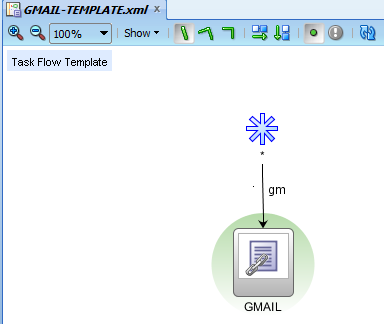 GMAIL-TEMPLATE.xml
100%
Show
Task Flow Template
*
gm
GMAIL